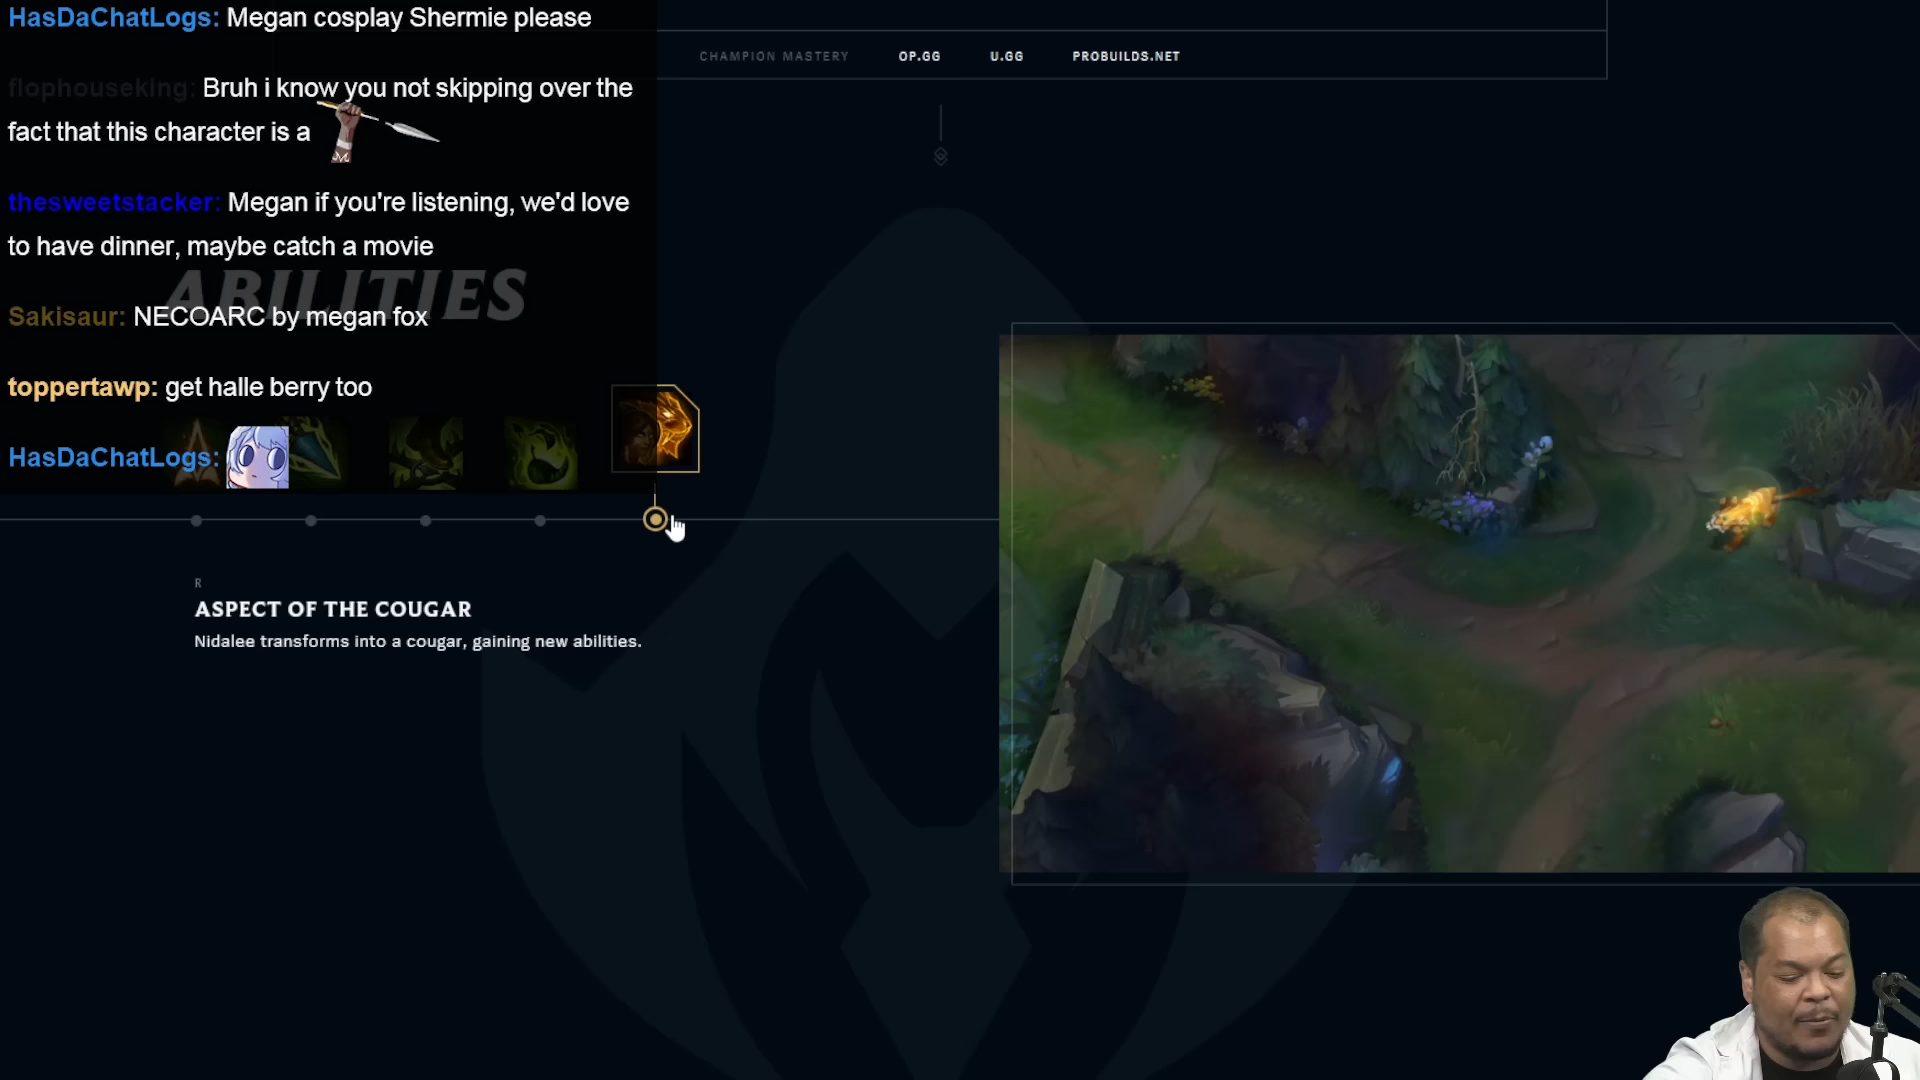 HasDaChatLogs: Megan cosplay Shermie please
CHAMPION MASTERY OP.GG U.GG PROBUILDS.NET
flophouseking: Bruh i know you not skipping over the
fact that this character is a
thesweetstacker: Megan if you're listening, we'd love
to have dinner, maybe catch a movie
ABILITIES
Sakisaur: NECOARC by megan fox
toppertawp: get halle berry too
HasDaChatLogs:
R
ASPECT OF THE COUGAR
Nidalee transforms into a cougar, gaining new abilities.